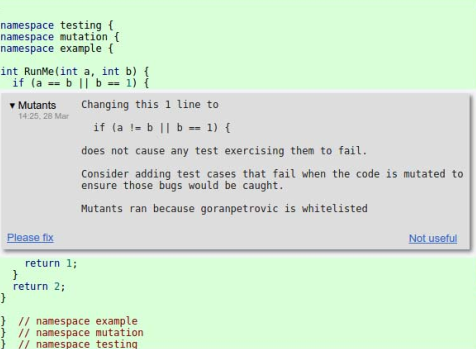 namespace testing {
namespace mutation {
namespace example {
int RunMe(int a, int b) {
if (a == b || b == 1) {
▾ Mutants
14:25, 28 Mar
Changing this 1 line to
if (a != b || b == 1) {
does not cause any test exercising them to fail.
Consider adding test cases that fail when the code is mutated to
ensure those bugs would be caught.
Mutants ran because goranpetrovic is whitelisted
Please fix
Not useful
return 1;
}
return 2;
}
} // namespace example
} // namespace mutation
} // namespace testing